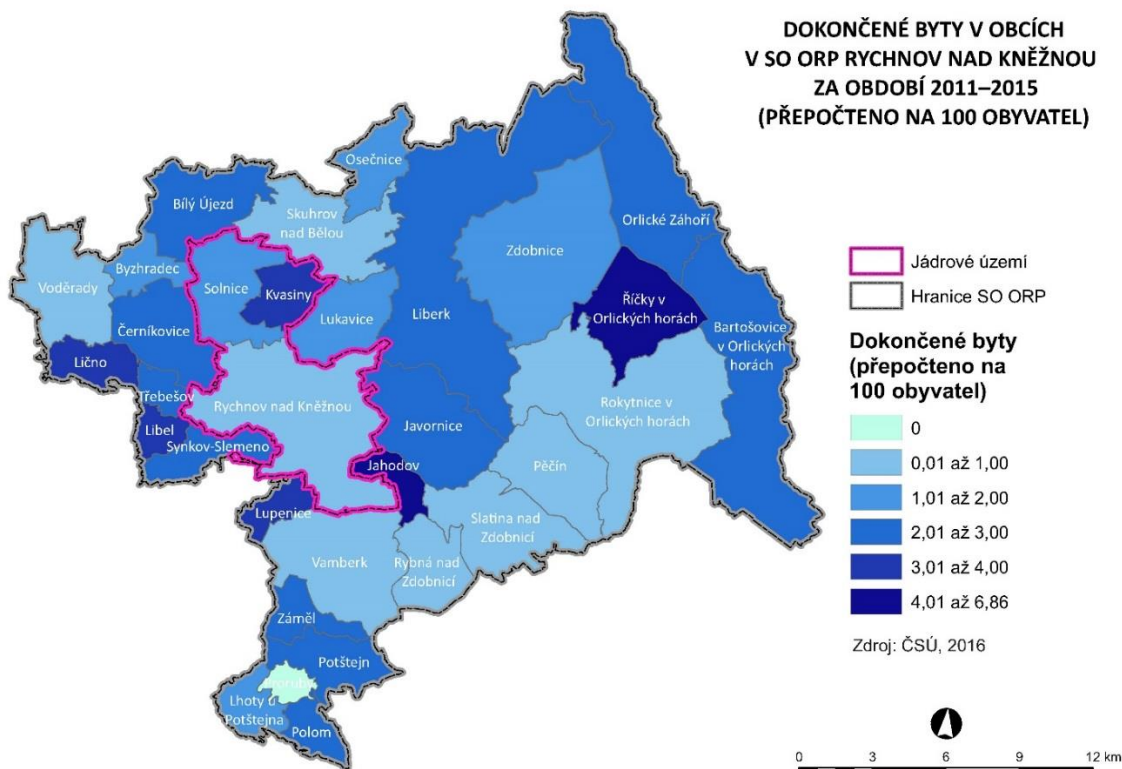 DOKONČENÉ BYTY V OBCÍCH
V SO ORP RYCHNOV NAD KNĚŽNOU
ZA OBDOBÍ 2011–2015
(PŘEPOČTENO NA 100 OBYVATEL)
Osečnice
Bílý Újezd
Skuhrov
nad Bělou
Orlické Záhoří
Zdobnice
Byzhradec
Voděrady
Solnice
Kvasiny
Říčky v
Orlických horách
Liberk
Lukavice
Černíkovice
Bartošovice
v Orlických
horách
Lično
Třebešov
Rychnov nad Kněžnou
Rokytnice v
Orlických horách
Libel
Javornice
Synkov-Slemeno
Jahodov
Pěčín
Lupenice
Slatina nad
Zdobnicí
Vamberk
Rybná nad
Zdobnicí
Záměl
Potštejn
Lhoty u
Potštejna
Polom
Jádrové území
Hranice SO ORP
Dokončené byty
(přepočteno na
100 obyvatel)
0
0,01 až 1,00
1,01 až 2,00
2,01 až 3,00
3,01 až 4,00
4,01 až 6,86
Zdroj: ČSÚ, 2016
0 3 6 9 12 km